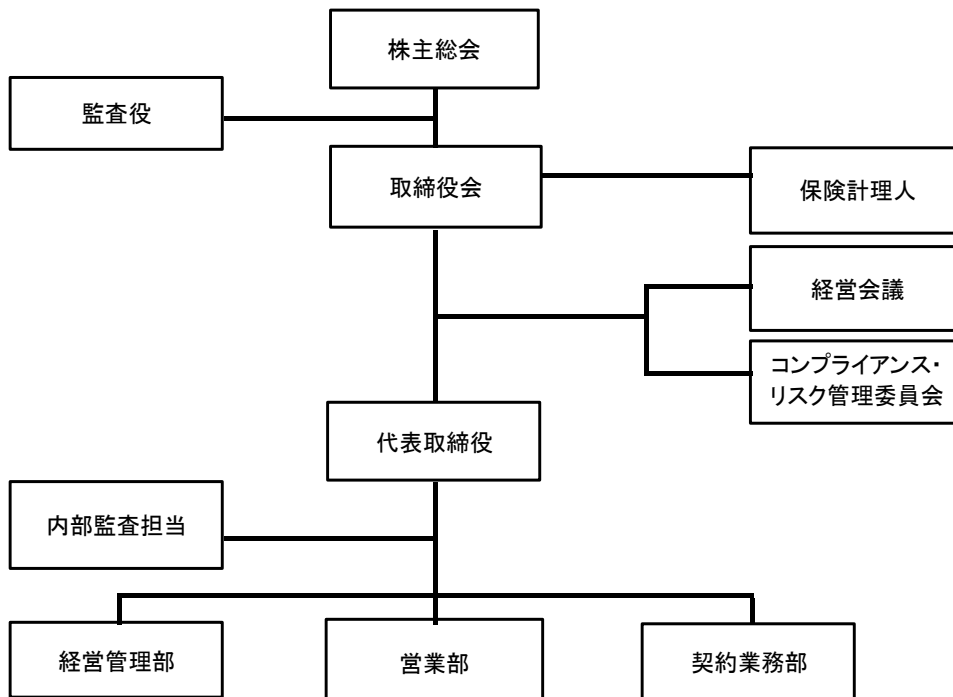 株主総会
監査役
取締役会
保険計理人
経営会議
コンプライアンス・
リスク管理委員会
代表取締役
内部監査担当
経営管理部
営業部
契約業務部